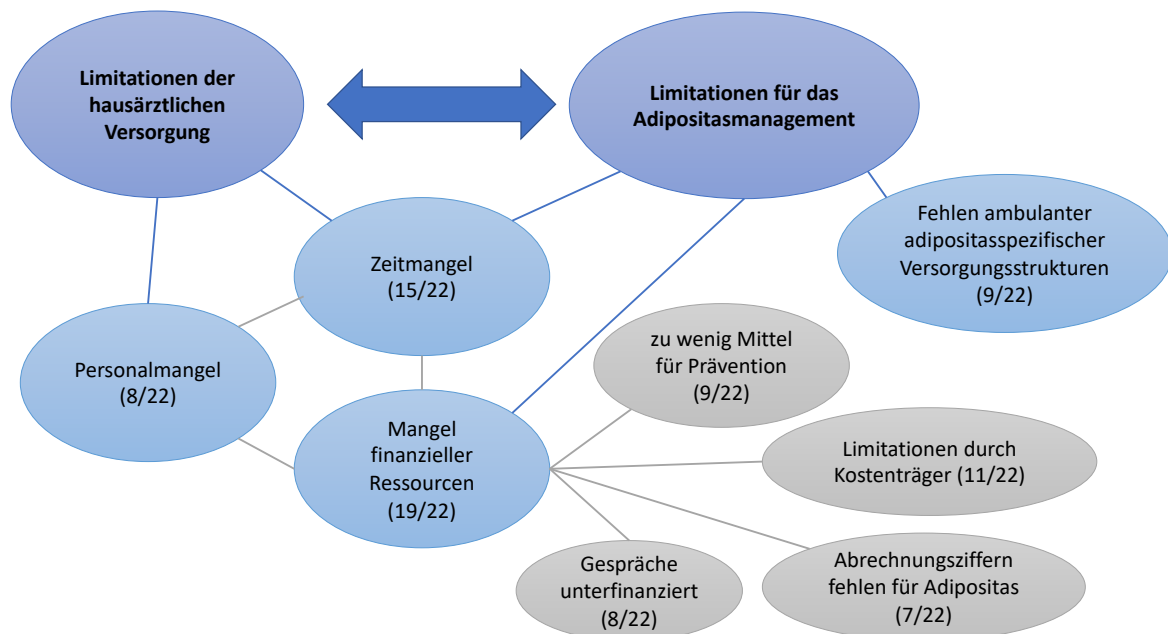 Limitationen der
hausärztlichen
Versorgung
Limitationen für das
Adipositasmanagement
Fehlen ambulanter
adipositasspezifischer
Versorgungsstrukturen
(9/22)
Zeitmangel
(15/22)
Personalmangel
(8/22)
zu wenig Mittel
für Prävention
(9/22)
Mangel
finanzieller
Ressourcen
(19/22)
Limitationen durch
Kostenträger (11/22)
Gespräche
unterfinanziert
(8/22)
Abrechnungsziffern
fehlen für Adipositas
(7/22)